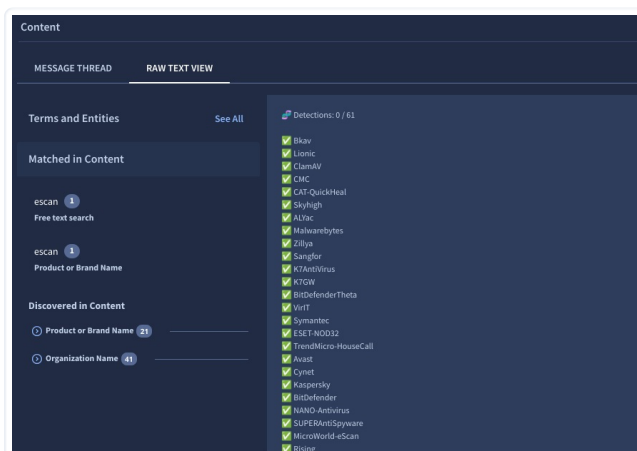 Content
MESSAGE THREAD
RAW TEXT VIEW
Terms and Entities
See All
Matched in Content
escan 1
Free text search
escan 1
Product or Brand Name
Discovered in Content
Product or Brand Name 21
Organization Name 41
🧬 Detections: 0 / 61
✅ Bkav
✅ Lionic
✅ ClamAV
✅ CMC
✅ CAT-QuickHeal
✅ Skyhigh
✅ ALYac
✅ Malwarebytes
✅ Zillya
✅ Sangfor
✅ K7AntiVirus
✅ K7GW
✅ BitDefenderTheta
✅ VirIT
✅ Symantec
✅ ESET-NOD32
✅ TrendMicro-HouseCall
✅ Avast
✅ Cynet
✅ Kaspersky
✅ BitDefender
✅ NANO-Antivirus
✅ SUPERAntiSpyware
✅ MicroWorld-eScan
✅ Rising